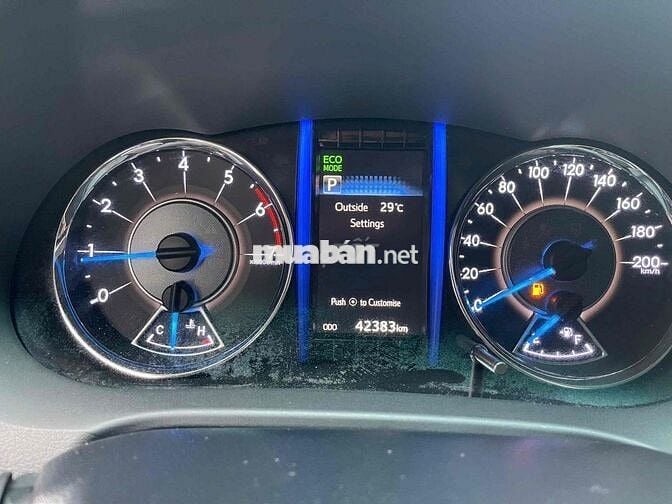 0
1
2
3
4
5
6
C
H
ECO
MODE
P
Outside 29°C
Settings
muaban.net
Push to Customise
ODO 42383km
0
20
60
80
100
120
140
160
180
200
km/h
F